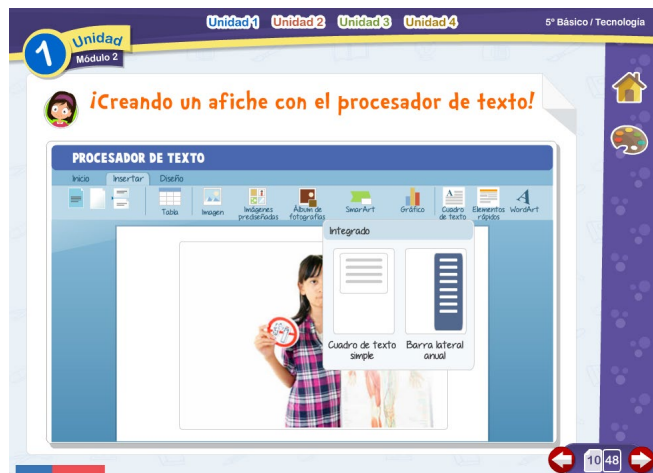 Unidad 1 Unidad 2 Unidad 3 Unidad 4
5º Básico / Tecnología
1 Unidad
Módulo 2
¡Creando un afiche con el procesador de texto!
PROCESADOR DE TEXTO
Inicio Insertar Diseño
Tabla Imagen Imágenes prediseñadas Álbum de fotografías SmarArt Gráfico Cuadro de texto Elementos rápidos WordArt
Integrado
Cuadro de texto simple
Barra lateral anual
10 48